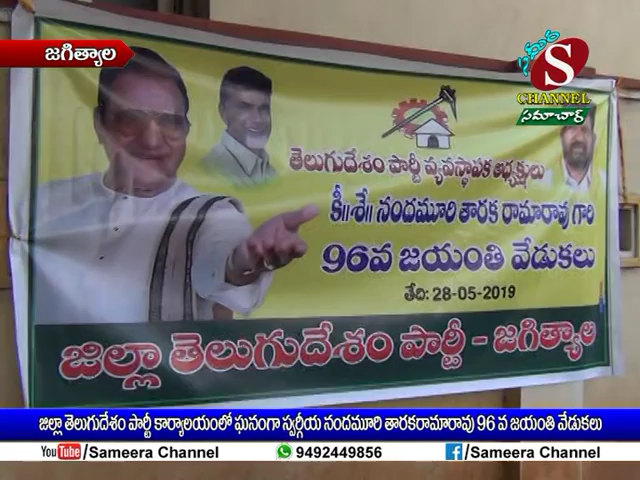 జగిత్యాల
సమీర
S
CHANNEL
సమాచార్
తెలుగుదేశం పార్టీ వ్యవస్థాపక అధ్యక్షులు
కీ॥శే॥ నందమూరి తారక రామారావు గారి
96వ జయంతి వేడుకలు
తేది: 28-05-2019
జిల్లా తెలుగుదేశం పార్టీ - జగిత్యాల
జిల్లా తెలుగుదేశం పార్టీ కార్యాలయంలో ఘనంగా స్వర్గీయ నందమూరి తారకరామారావు 96 వ జయంతి వేడుకలు
YouTube /Sameera Channel 9492449856 f /Sameera Channel